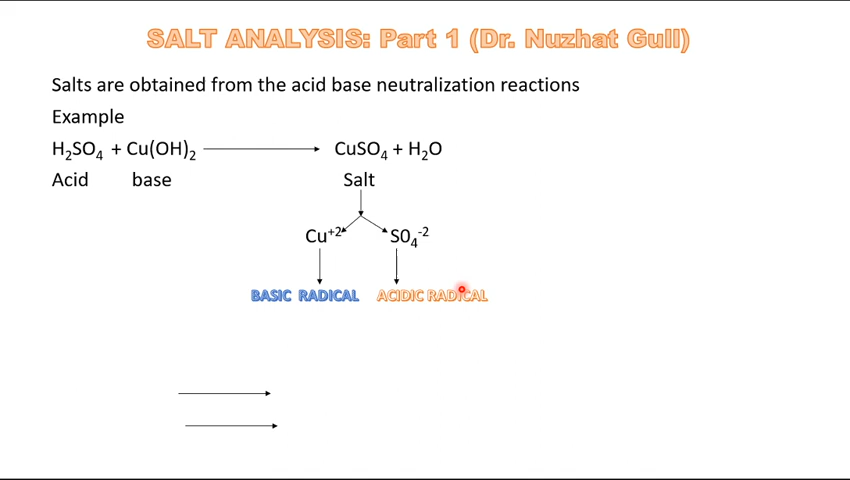 SALT ANALYSIS: Part 1 (Dr. Nuzhat Gull)
Salts are obtained from the acid base neutralization reactions
Example
H₂SO₄ + Cu(OH)₂ ⟶ CuSO₄ + H₂O
Acid base Salt
Cu⁺² SO₄⁻²
BASIC RADICAL ACIDIC RADICAL